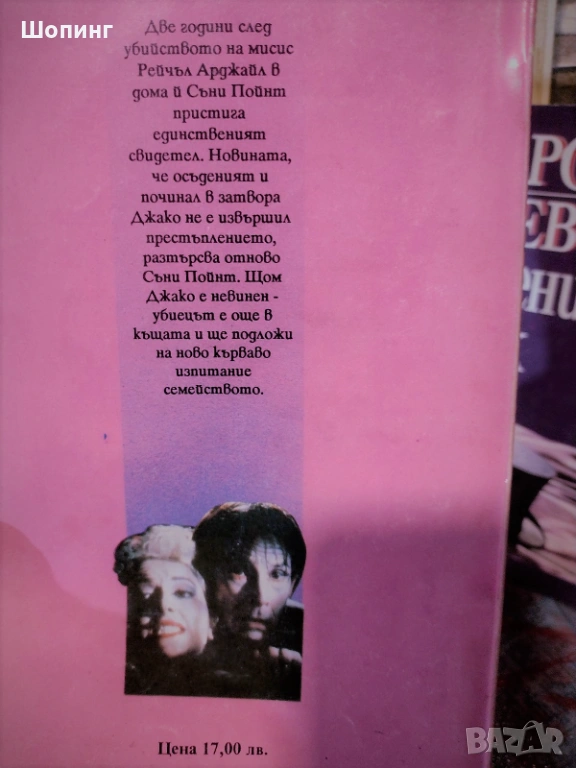 Шопинг
Две години след
убийството на мисис
Рейчъл Арджайл в
дома ѝ Съни Пойнт
пристига
единственият
свидетел. Новината,
че осъденият и
починал в затвора
Джако не е извършил
престъплението,
разтърсва отново
Съни Пойнт. Щом
Джако е невинен -
убиецът е още в
къщата и ще подложи
на ново кърваво
изпитание
семейството.
Цена 17,00 лв.
BAZAR